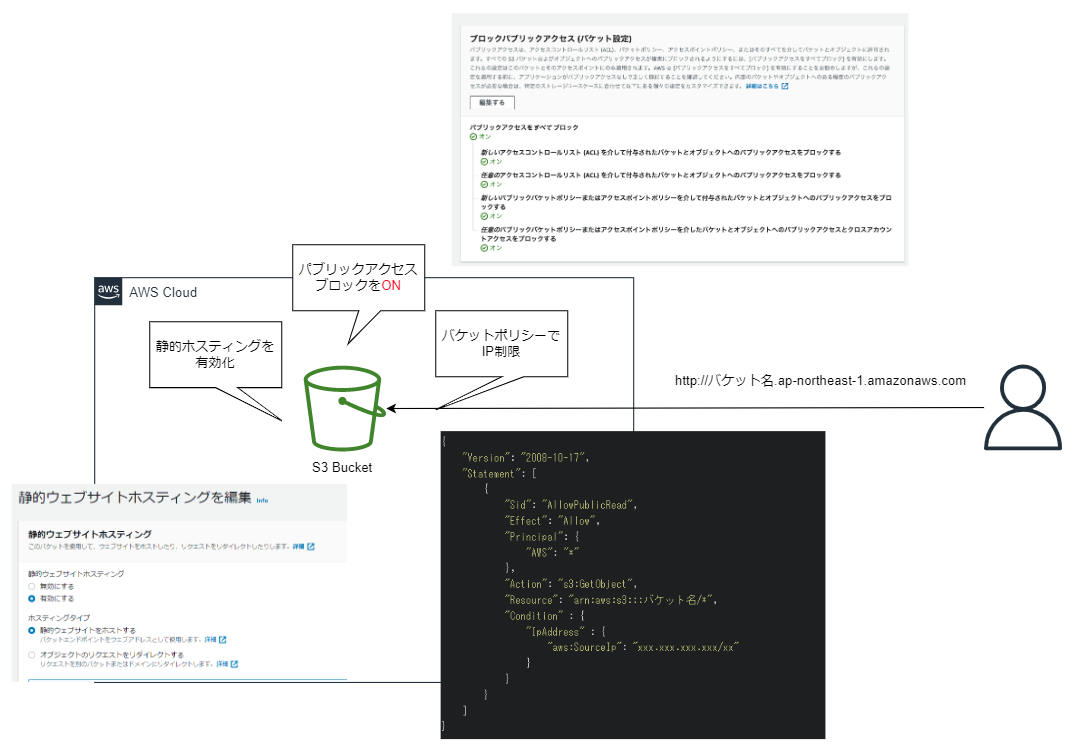 ブロックパブリックアクセス (バケット設定)
パブリックアクセスは、アクセスコントロールリスト (ACL)、バケットポリシー、アクセスポイントポリシー、またはそのすべてを介してバケットとオブジェクトに許可されます。すべての S3 バケットおよびオブジェクトへのパブリックアクセスが確実にブロックされるようにするには、[パブリックアクセスをすべてブロック] を有効にします。
これらの設定はこのバケットとそのアクセスポイントにのみ適用されます。AWS は [パブリックアクセスをすべてブロック] を有効にすることをお勧めしますが、これらの設
定を適用する前に、アプリケーションがパブリックアクセスなしで正しく機能することを確認してください。内部のバケットやオブジェクトへのある程度のパブリックアク
セスが必要な場合は、特定のストレージユースケースに合わせて以下にある個々の設定をカスタマイズできます。 詳細はこちら
編集する
パブリックアクセスをすべて ブロック
オン
新しいアクセスコントロールリスト (ACL) を介して付与されたバケットとオブジェクトへのパブリックアクセスをブロックする
オン
任意のアクセスコントロールリスト (ACL) を介して付与されたバケットとオブジェクトへのパブリックアクセスをブロックする
オン
新しいパブリックバケットポリシーまたはアクセスポイントポリシーを介して付与されたバケットとオブジェクトへのパブリックアクセスをブロ
ックする
オン
任意のパブリックバケットポリシーまたはアクセスポイントポリシーを介したバケットとオブジェクトへのパブリックアクセスとクロスアカウン
トアクセスをブロックする
オン
パブリックアクセス
ブロックをON
aws
AWS Cloud
静的ホスティングを
有効化
バケットポリシーで
IP制限
http://バケット名.ap-northeast-1.amazonaws.com
S3 Bucket
静的ウェブサイトホスティングを編集 Info
静的ウェブサイトホスティング
このバケットを使用して、ウェブサイトをホストしたり、リクエストをリダイレクトしたりします。 詳細
静的ウェブサイトホスティング
無効にする
有効にする
ホスティングタイプ
静的ウェブサイトをホストする
バケットエンドポイントをウェブアドレスとして使用します。 詳細
オブジェクトのリクエストをリダイレクトする
リクエストを別のバケットまたはドメインにリダイレクトします。 詳細
{
"Version": "2008-10-17",
"Statement": [
{
"Sid": "AllowPublicRead",
"Effect": "Allow",
"Principal": {
"AWS": "*"
},
"Action": "s3:GetObject",
"Resource": "arn:aws:s3:::バケット名/*",
"Condition" : {
"IpAddress" : {
"aws:SourceIp": "xxx.xxx.xxx.xxx/xx"
}
}
}
]
}